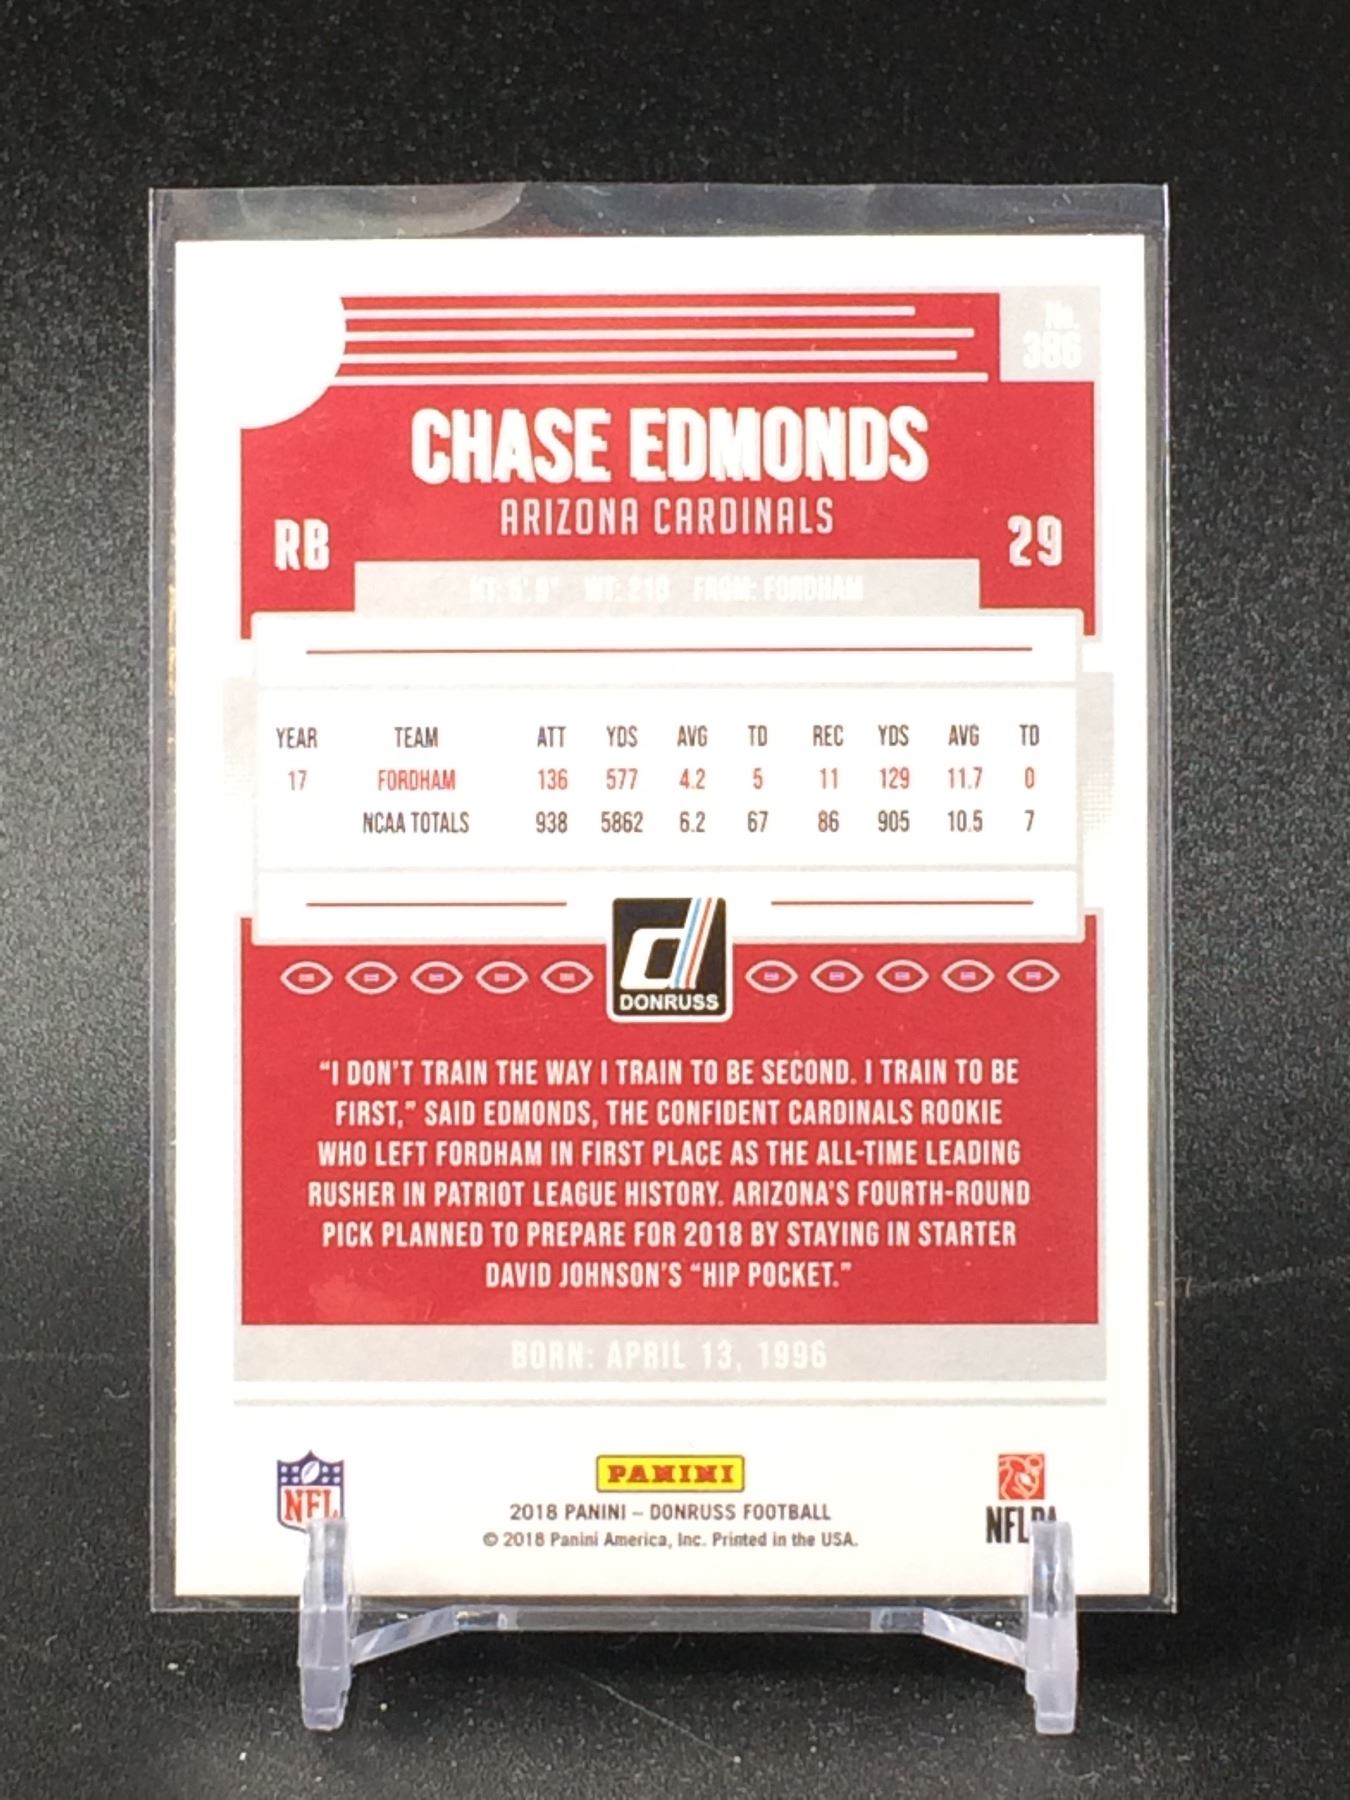 No.
386
CHASE EDMONDS
ARIZONA CARDINALS
RB
29
HT: 5' 9" WT: 210 FROM: FORDHAM
YEAR TEAM ATT YDS AVG TD REC YDS AVG TD
17 FORDHAM 136 577 4.2 5 11 129 11.7 0
NCAA TOTALS 938 5862 6.2 67 86 905 10.5 7
d
DONRUSS
“I DON'T TRAIN THE WAY I TRAIN TO BE SECOND. I TRAIN TO BE
FIRST,” SAID EDMONDS, THE CONFIDENT CARDINALS ROOKIE
WHO LEFT FORDHAM IN FIRST PLACE AS THE ALL-TIME LEADING
RUSHER IN PATRIOT LEAGUE HISTORY. ARIZONA'S FOURTH-ROUND
PICK PLANNED TO PREPARE FOR 2018 BY STAYING IN STARTER
DAVID JOHNSON'S “HIP POCKET.”
BORN: APRIL 13, 1996
NFL
PANINI
2018 PANINI – DONRUSS FOOTBALL
© 2018 Panini America, Inc. Printed in the USA.
NFLPA